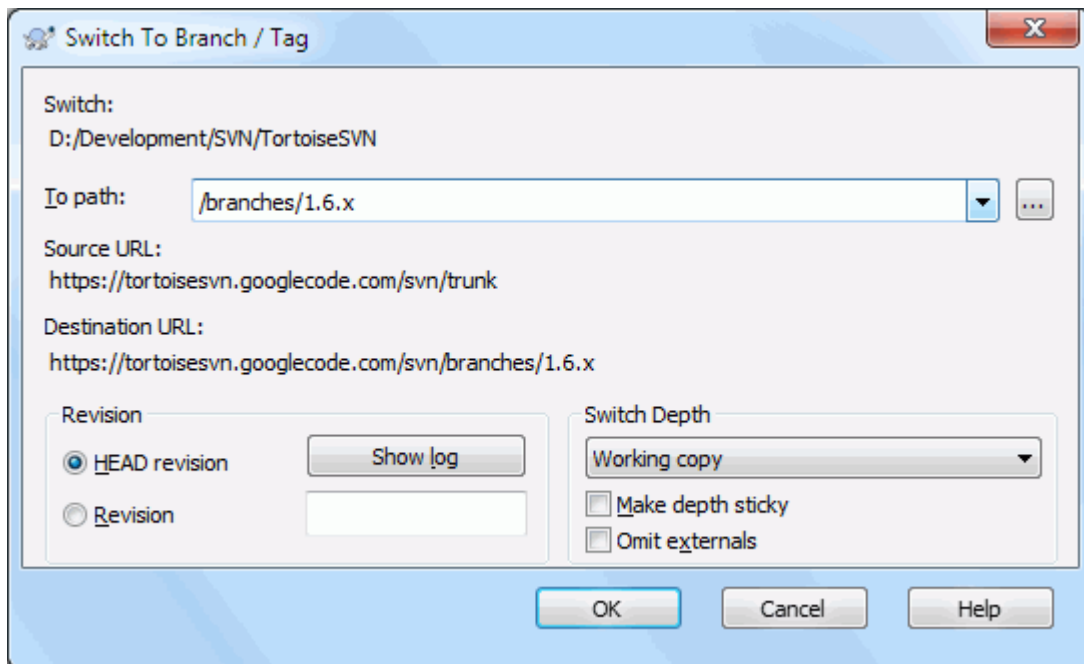 Switch To Branch / Tag
Switch:
D:/Development/SVN/TortoiseSVN
To path:
/branches/1.6.x
...
Source URL:
https://tortoisesvn.googlecode.com/svn/trunk
Destination URL:
https://tortoisesvn.googlecode.com/svn/branches/1.6.x
Revision
HEAD revision
Show log
Revision
Switch Depth
Working copy
Make depth sticky
Omit externals
OK
Cancel
Help